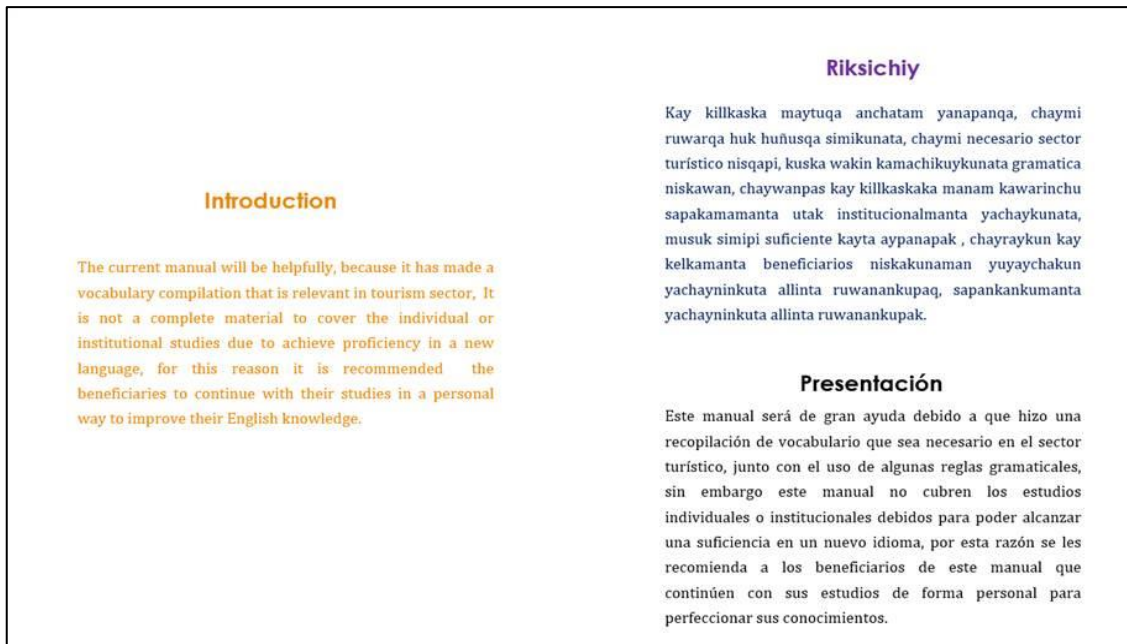 Introduction
The current manual will be helpfully, because it has made a
vocabulary compilation that is relevant in tourism sector, It
is not a complete material to cover the individual or
institutional studies due to achieve proficiency in a new
language, for this reason it is recommended the
beneficiaries to continue with their studies in a personal
way to improve their English knowledge.
Riksichiy
Kay killkaska maytuqa anchatam yanapanqa, chaymi
ruwarqa huk huñusqa simikunata, chaymi necesario sector
turístico nisqapi, kuska wakin kamachikuykunata gramatica
niskawan, chaywanpas kay killkaskaka manam kawarinchu
sapakamamanta utak institucionalmanta yachaykunata,
musuk simipi suficiente kayta aypanapak , chayraykun kay
kelkamanta beneficiarios niskakunaman yuyaychakun
yachayninkuta allinta ruwanankupaq, sapankankumanta
yachayninkuta allinta ruwanankupak.
Presentación
Este manual será de gran ayuda debido a que hizo una
recopilación de vocabulario que sea necesario en el sector
turístico, junto con el uso de algunas reglas gramaticales,
sin embargo este manual no cubren los estudios
individuales o institucionales debidos para poder alcanzar
una suficiencia en un nuevo idioma, por esta razón se les
recomienda a los beneficiarios de este manual que
continúen con sus estudios de forma personal para
perfeccionar sus conocimientos.